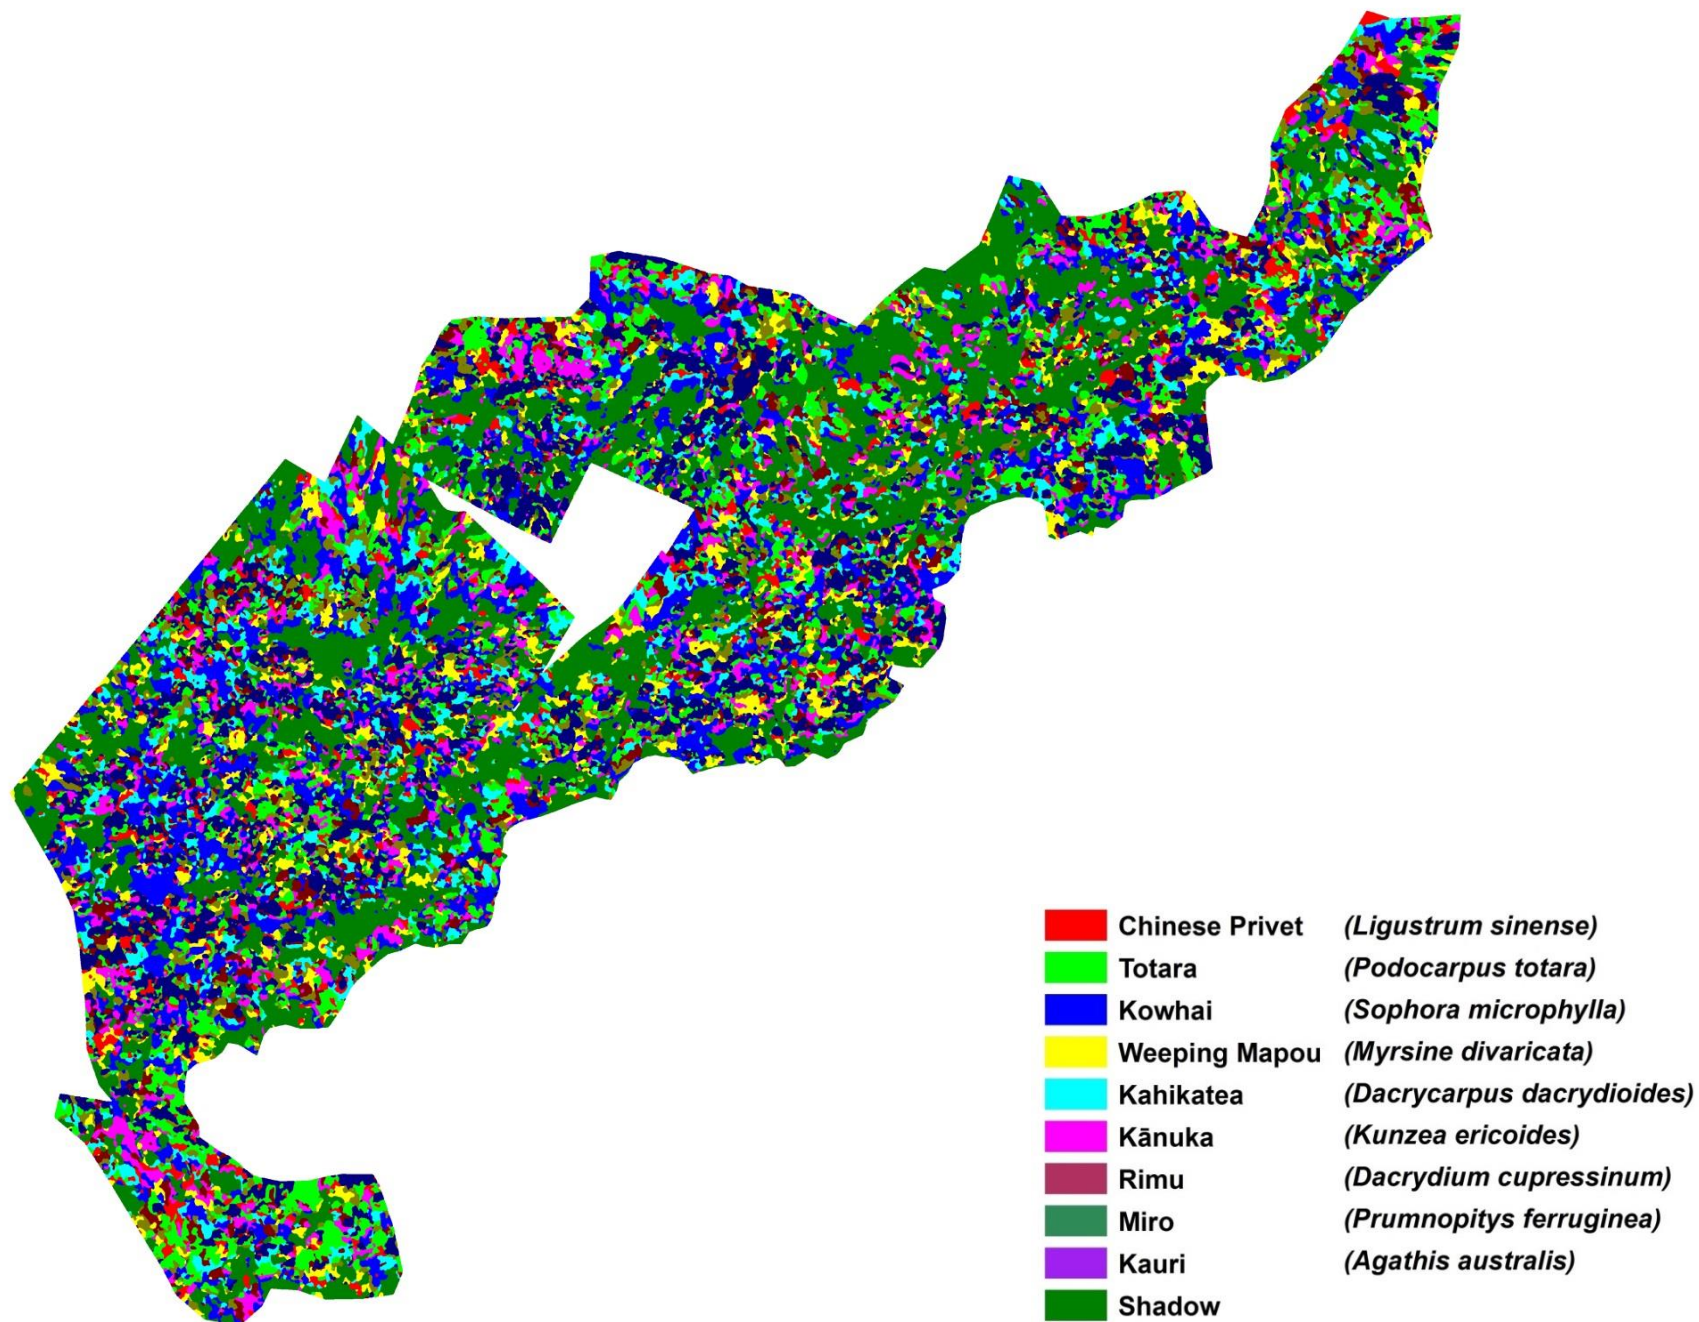 Chinese Privet (Ligustrum sinense)
Totara (Podocarpus totara)
Kowhai (Sophora microphylla)
Weeping Mapou (Myrsine divaricata)
Kahikatea (Dacrycarpus dacrydioides)
Kānuka (Kunzea ericoides)
Rimu (Dacrydium cupressinum)
Miro (Prumnopitys ferruginea)
Kauri (Agathis australis)
Shadow